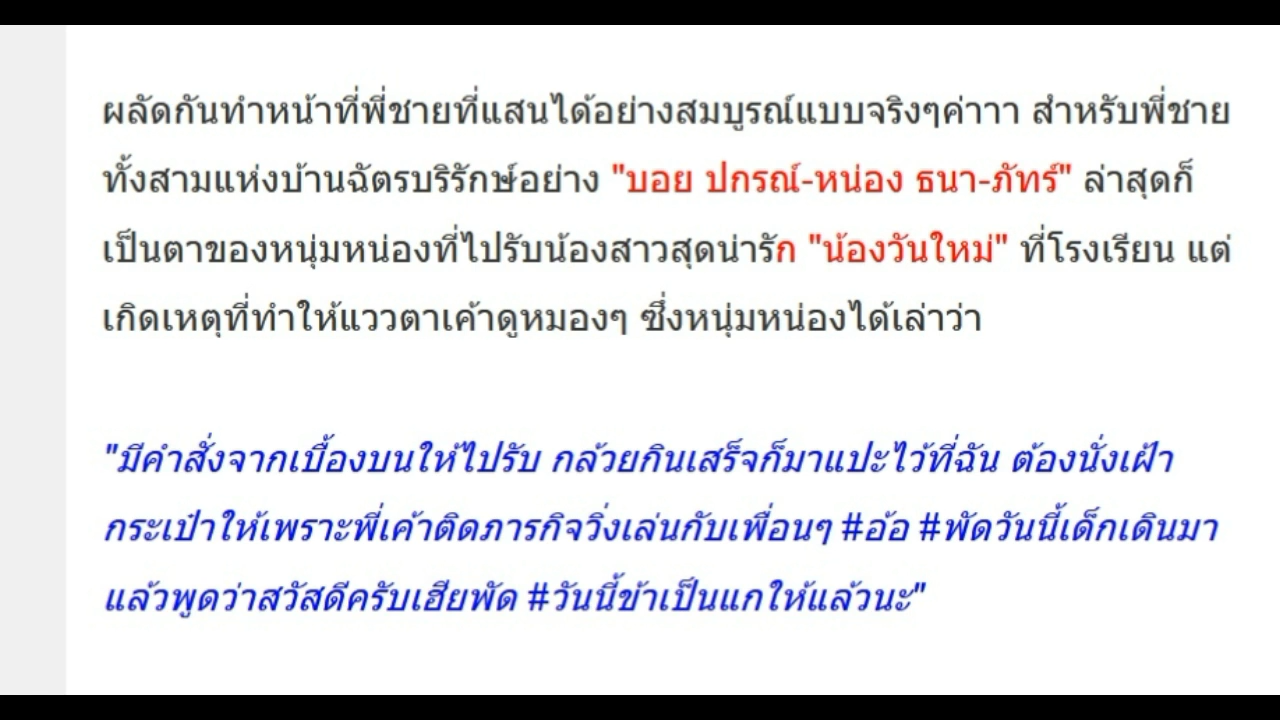 ผลัดกันทำหน้าที่พี่ชายที่แสนได้อย่างสมบูรณ์แบบจริงๆค่าาา สำหรับพี่ชาย
ทั้งสามแห่งบ้านฉัตรบริรักษ์อย่าง "บอย ปกรณ์-หน่อง ธนา-ภัทร์" ล่าสุดก็
เป็นตาของหนุ่มหน่องที่ไปรับน้องสาวสุดน่ารัก "น้องวันใหม่" ที่โรงเรียน แต่
เกิดเหตุที่ทำให้แววตาเค้าดูหมองๆ ซึ่งหนุ่มหน่องได้เล่าว่า
"มีคำสั่งจากเบื้องบนให้ไปรับ กล้วยกินเสร็จก็มาแปะไว้ที่ฉัน ต้องนั่งเฝ้า
กระเป๋าให้เพราะพี่เค้าติดภารกิจวิ่งเล่นกับเพื่อนๆ #อ้อ #พัดวันนี้เด็กเดินมา
แล้วพูดว่าสวัสดีครับเฮียพัด #วันนี้ข้าเป็นแกให้แล้วนะ"